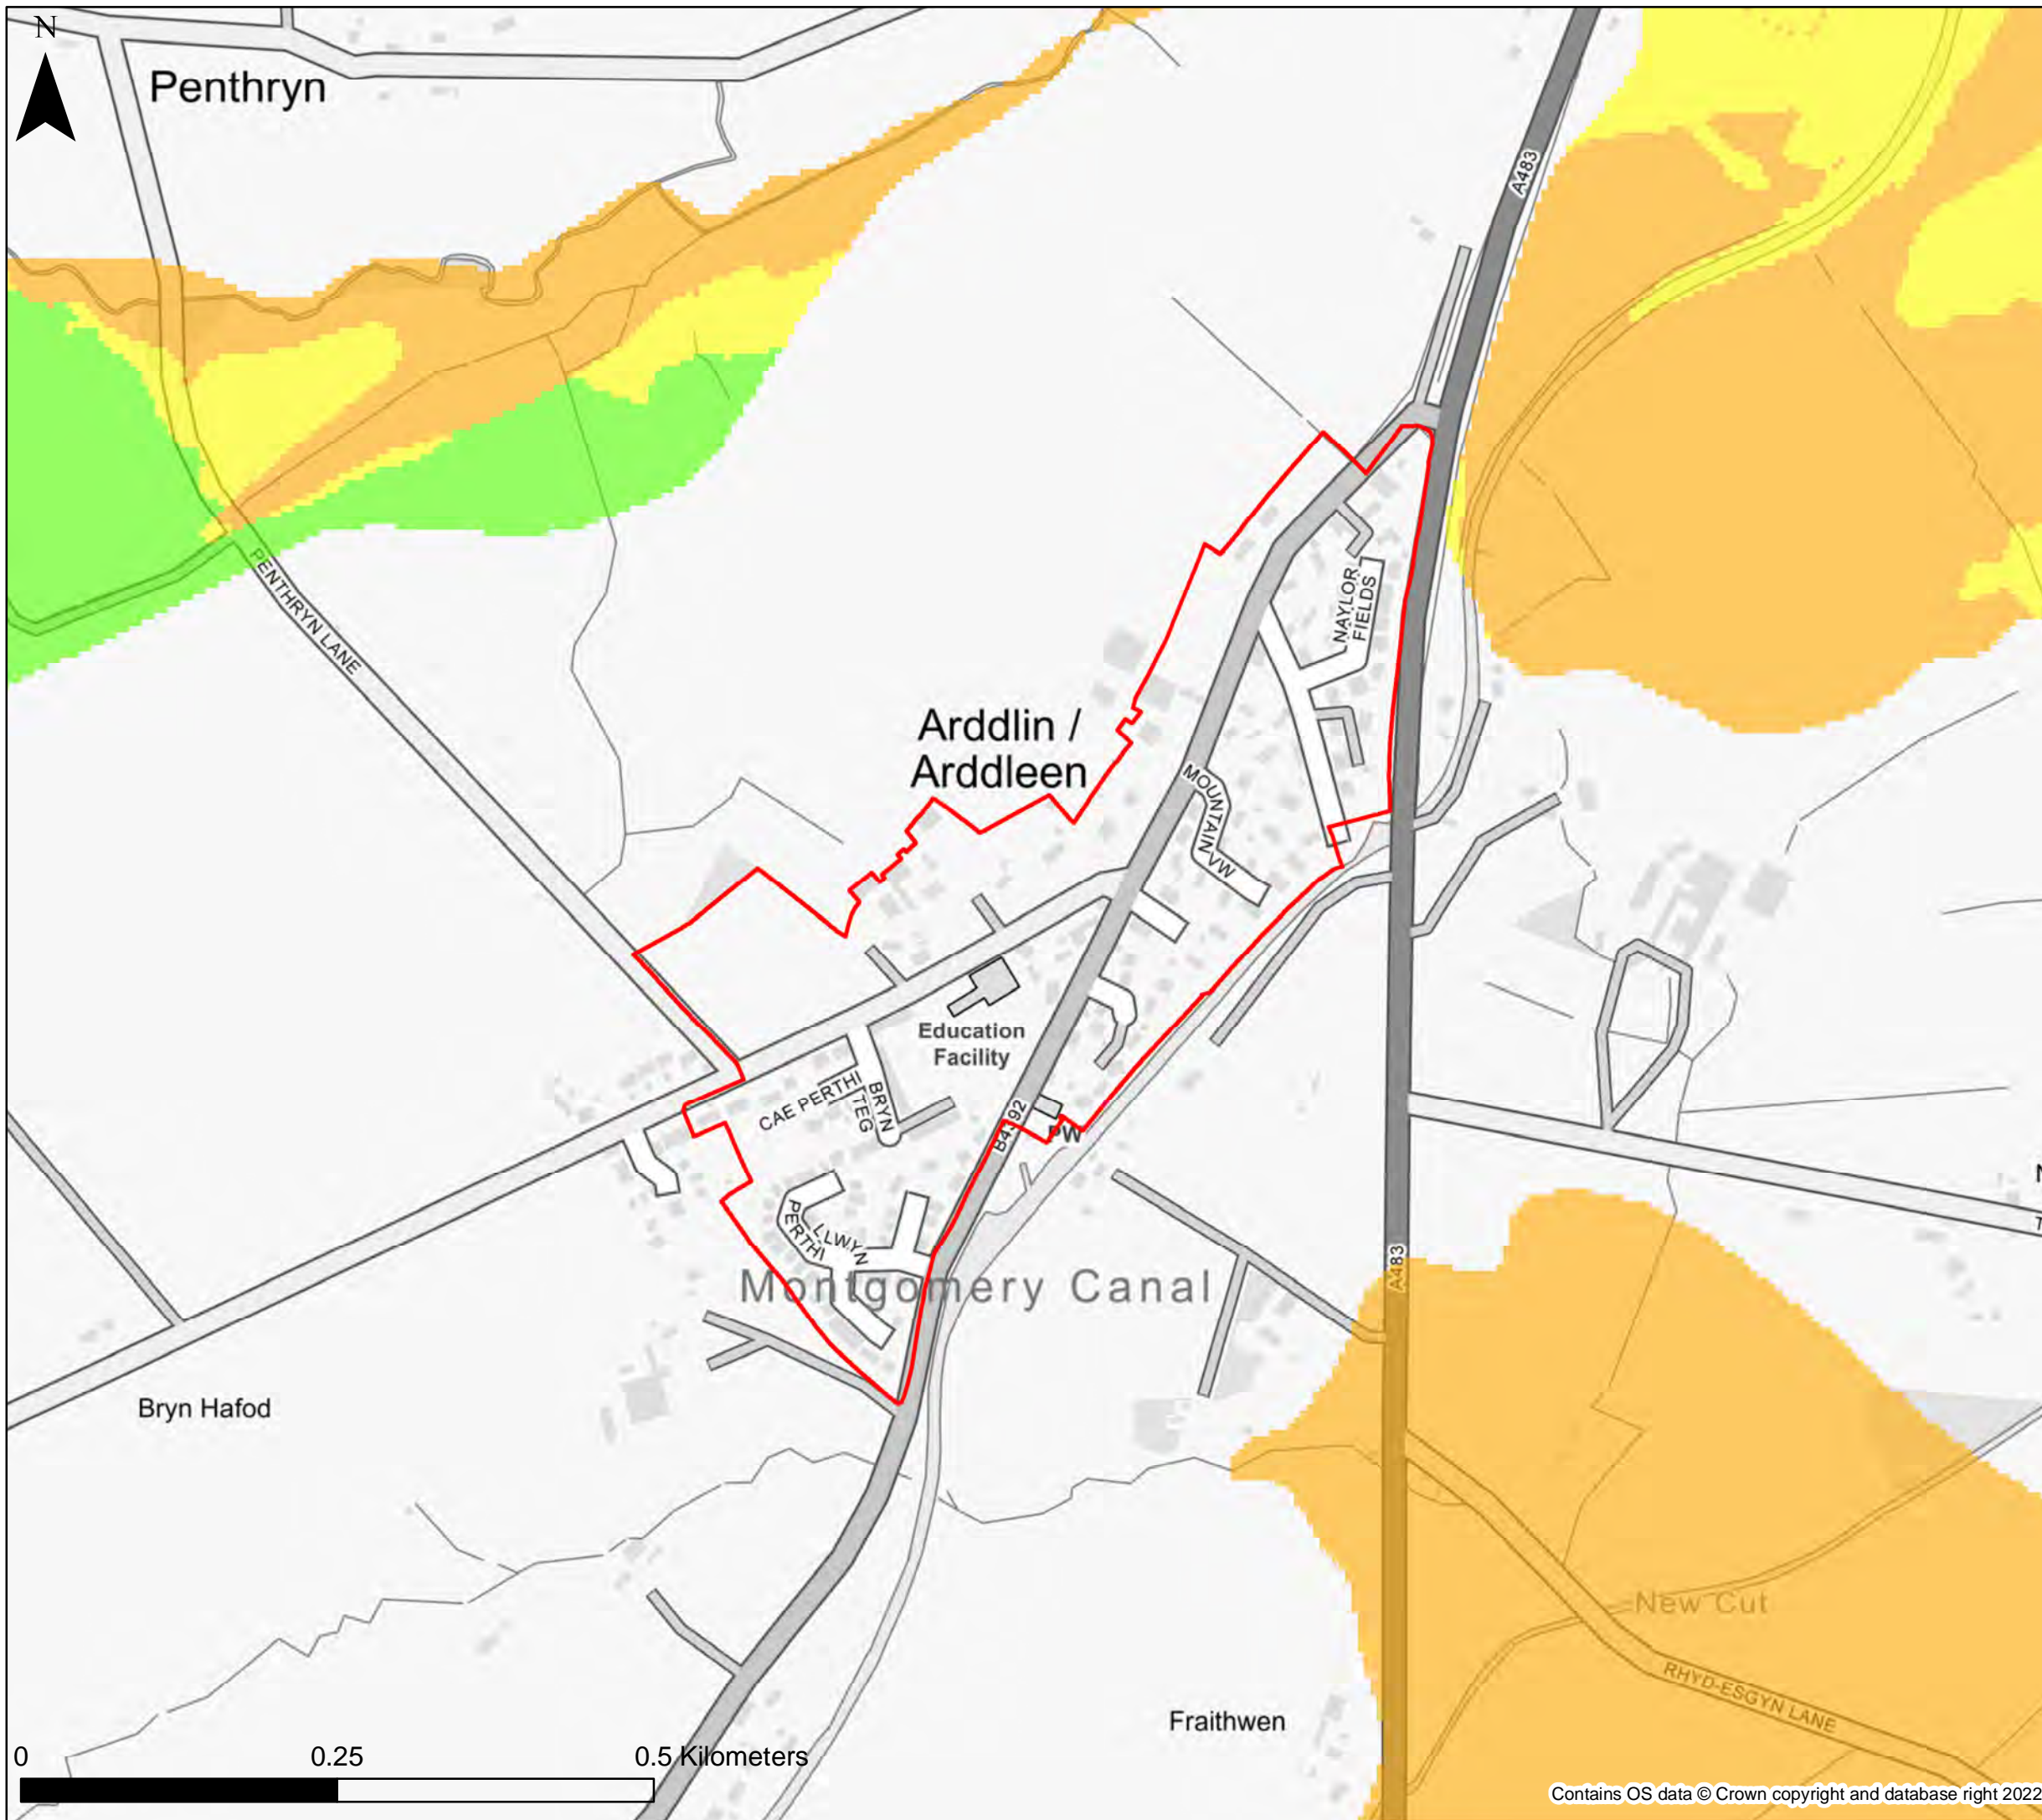 N
Penthryn
A483
PENTHRYN LANE
NAYLOR
FIELDS
Arddlin /
Arddleen
MOUNTAIN VW
Education
Facility
CAE PERTHI
BRYN
TEG
B4392
PW
LLWYN
PERTHI
Montgomery Canal
A483
Bryn Hafod
New Cut
RHYD-ESGYN LANE
Fraithwen
0 0.25 0.5 Kilometers
Contains OS data © Crown copyright and database right 2022